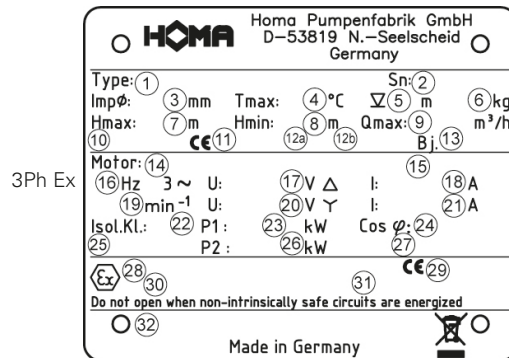 HOMA Homa Pumpenfabrik GmbH
D-53819 N.-Seelscheid
Germany
Type: 1 Sn: 2
Impø: 3 mm Tmax: 4 °C ∇ 5 m 6 kg
Hmax: 7 m Hmin: 8 m Qmax: 9 m³/h
10 CE 11 12a 12b Bj. 13
Motor: 14 15
3Ph Ex
16 Hz 3~ U: 17 V △ I: 18 A
19 min⁻¹ U: 20 V Y I: 21 A
Isol.Kl.: 22 P1: 23 kW Cos φ: 24
25 P2: 26 kW 27
Ex 28 30 31 CE 29
Do not open when non-intrinsically safe circuits are energized
32
Made in Germany